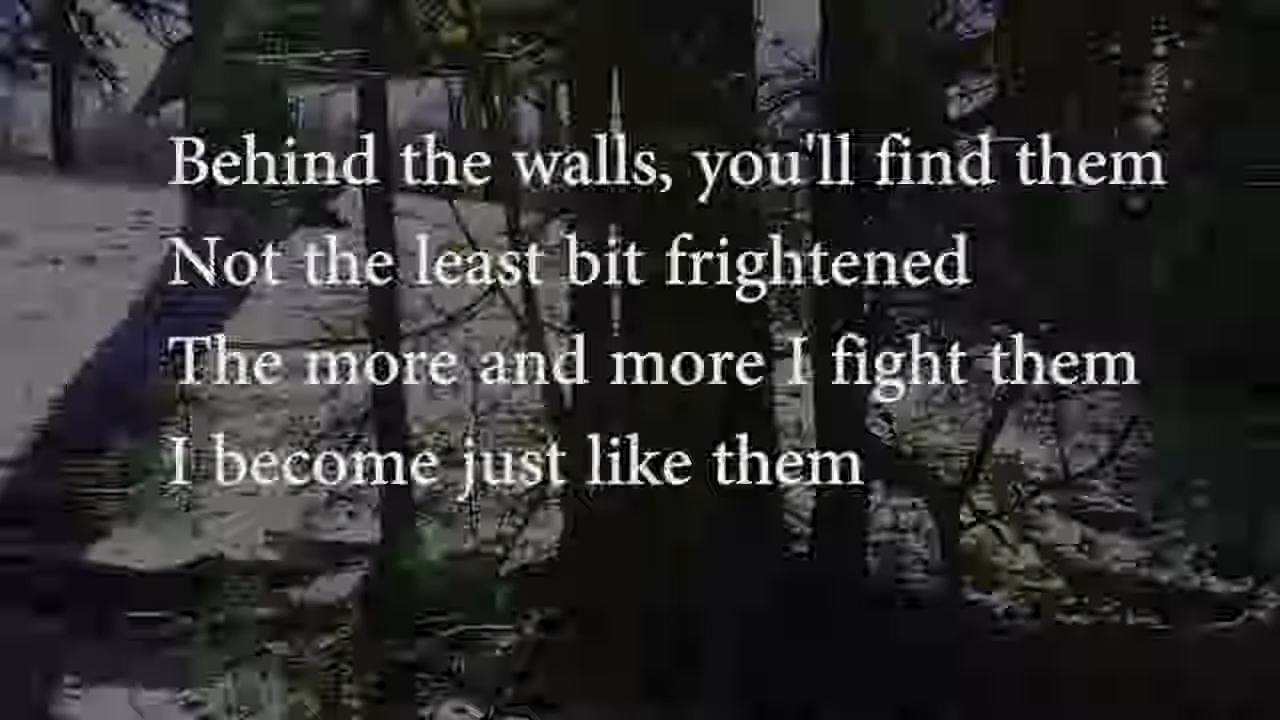 Behind the walls, you'll find them
Not the least bit frightened
The more and more I fight them
I become just like them